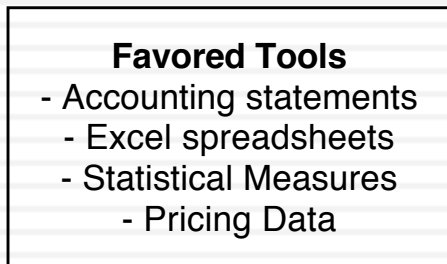 Favored Tools
- Accounting statements
- Excel spreadsheets
- Statistical Measures
- Pricing Data